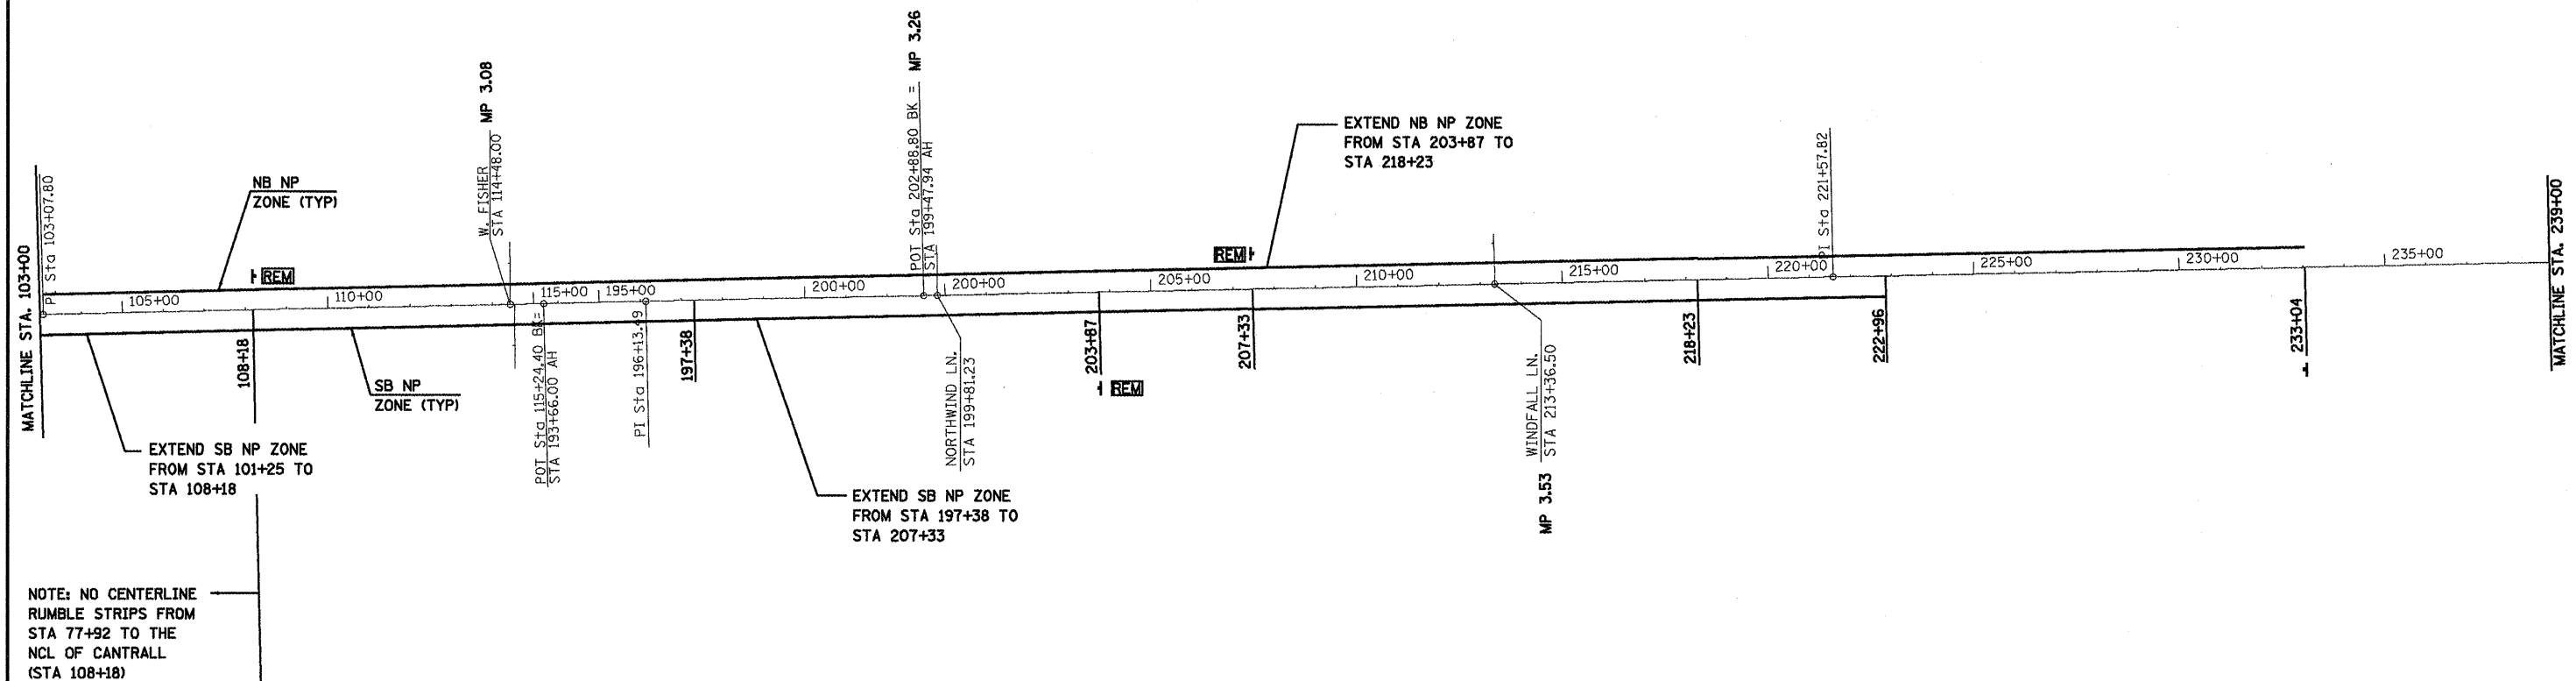 MATCHLINE STA. 103+00
PI Sta 103+07.80
NB NP
ZONE (TYP)
REM
W. FISHER
STA 114+48.00
MP 3.08
POT Sta 202+88.80 BK =
STA 199+47.94 AH
MP 3.26
REM
EXTEND NB NP ZONE
FROM STA 203+87 TO
STA 218+23
PI Sta 221+57.82
MATCHLINE STA. 239+00
105+00
110+00
115+00
195+00
200+00
200+00
205+00
210+00
215+00
220+00
225+00
230+00
235+00
108+18
SB NP
ZONE (TYP)
POT Sta 115+24.40 BK=
STA 193+66.00 AH
PI Sta 196+13.49
197+38
NORTHWIND LN.
STA 199+81.23
203+87
REM
207+33
WINDFALL LN.
STA 213+36.50
MP 3.53
218+23
222+96
233+04
EXTEND SB NP ZONE
FROM STA 101+25 TO
STA 108+18
EXTEND SB NP ZONE
FROM STA 197+38 TO
STA 207+33
NOTE: NO CENTERLINE
RUMBLE STRIPS FROM
STA 77+92 TO THE
NCL OF CANTRALL
(STA 108+18)